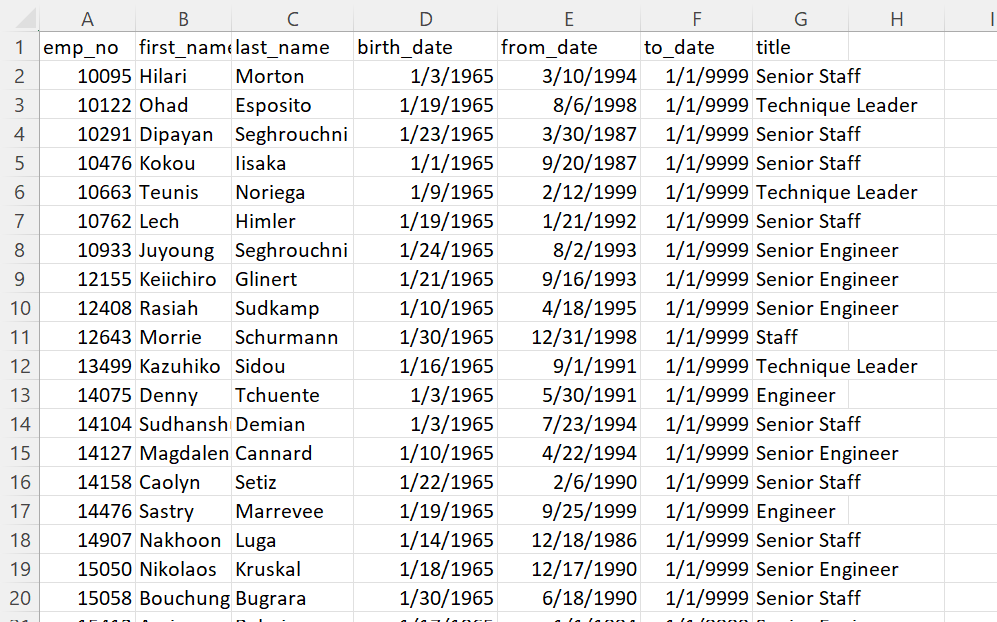 A B C D E F G H I
1 emp_no first_name last_name birth_date from_date to_date title
2 10095 Hilari Morton 1/3/1965 3/10/1994 1/1/9999 Senior Staff
3 10122 Ohad Esposito 1/19/1965 8/6/1998 1/1/9999 Technique Leader
4 10291 Dipayan Seghrouchni 1/23/1965 3/30/1987 1/1/9999 Senior Staff
5 10476 Kokou Iisaka 1/1/1965 9/20/1987 1/1/9999 Senior Staff
6 10663 Teunis Noriega 1/9/1965 2/12/1999 1/1/9999 Technique Leader
7 10762 Lech Himler 1/19/1965 1/21/1992 1/1/9999 Senior Staff
8 10933 Juyoung Seghrouchni 1/24/1965 8/2/1993 1/1/9999 Senior Engineer
9 12155 Keiichiro Glinert 1/21/1965 9/16/1993 1/1/9999 Senior Engineer
10 12408 Rasiah Sudkamp 1/10/1965 4/18/1995 1/1/9999 Senior Engineer
11 12643 Morrie Schurmann 1/30/1965 12/31/1998 1/1/9999 Staff
12 13499 Kazuhiko Sidou 1/16/1965 9/1/1991 1/1/9999 Technique Leader
13 14075 Denny Tchuente 1/3/1965 5/30/1991 1/1/9999 Engineer
14 14104 Sudhansh Demian 1/3/1965 7/23/1994 1/1/9999 Senior Staff
15 14127 Magdalen Cannard 1/10/1965 4/22/1994 1/1/9999 Senior Engineer
16 14158 Caolyn Setiz 1/22/1965 2/6/1990 1/1/9999 Senior Staff
17 14476 Sastry Marrevee 1/19/1965 9/25/1999 1/1/9999 Engineer
18 14907 Nakhoon Luga 1/14/1965 12/18/1986 1/1/9999 Senior Staff
19 15050 Nikolaos Kruskal 1/18/1965 12/17/1990 1/1/9999 Senior Engineer
20 15058 Bouchung Bugrara 1/30/1965 6/18/1990 1/1/9999 Senior Staff